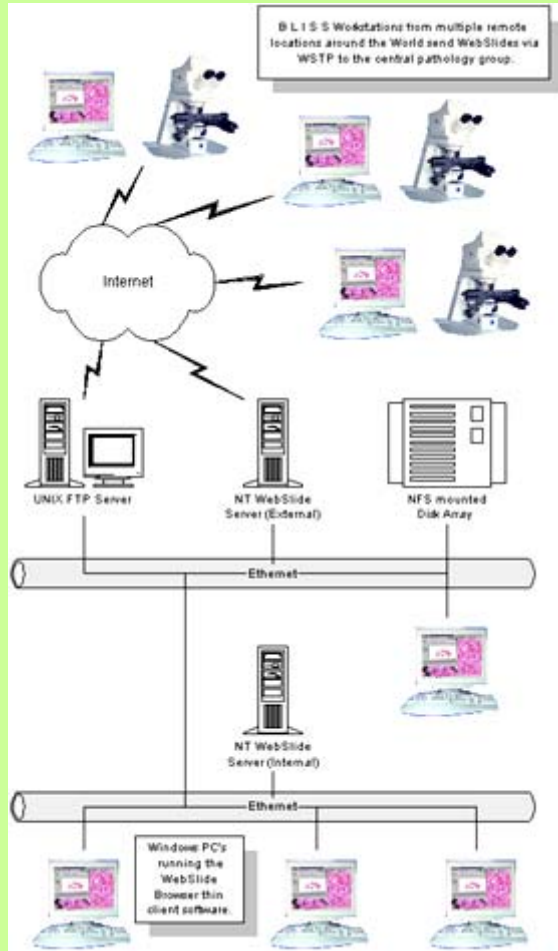 B L I S S Workstations from multiple remote
locations around the World send WebSlides via
WSTP to the central pathology group.
Internet
UNIX FTP Server
NT WebSlide
Server (External)
NFS mounted
Disk Array
Ethernet
NT WebSlide
Server (Internal)
Ethernet
Windows PC's
running the
WebSlide
Browser thin
client software.